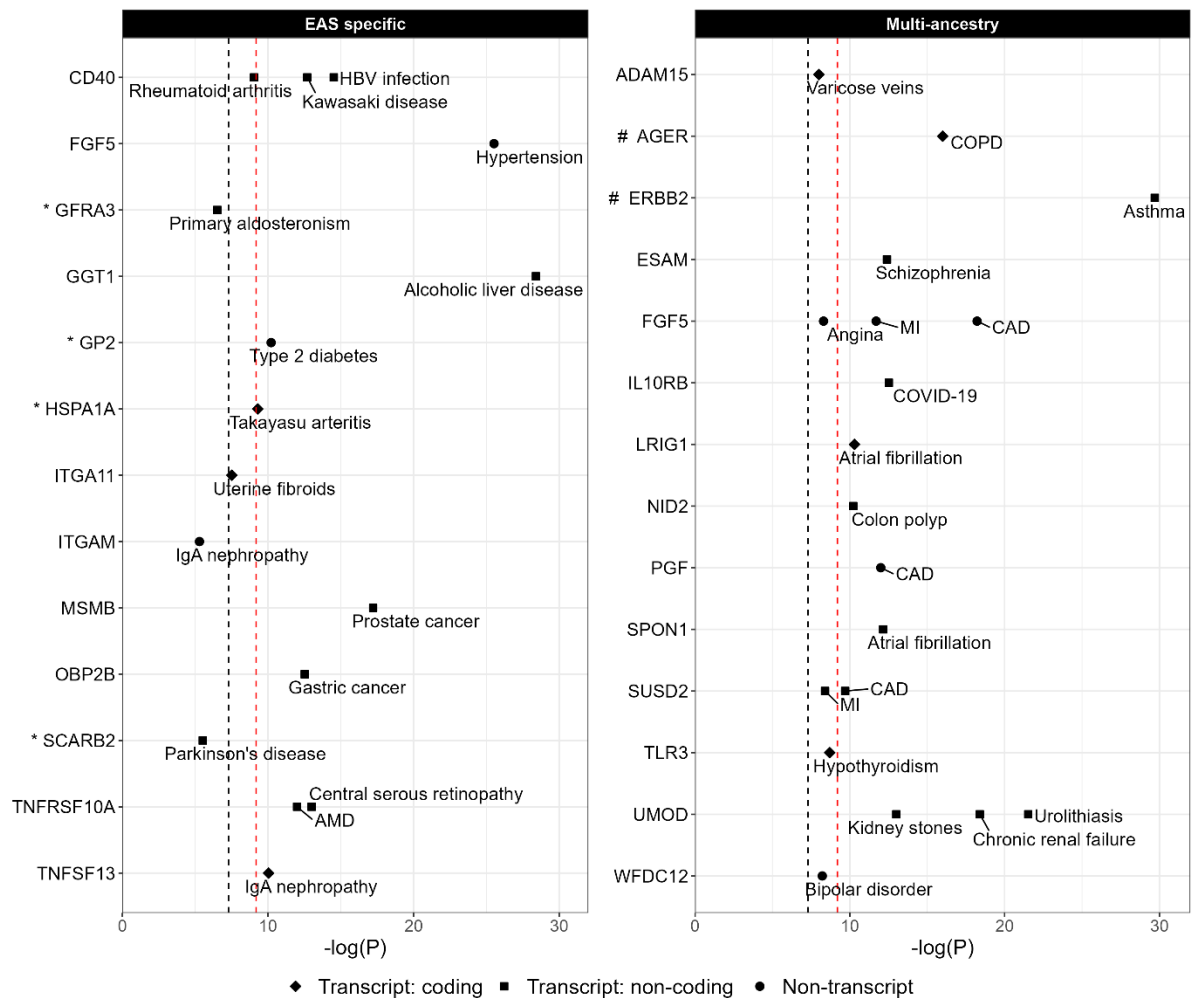 EAS specific
CD40
Rheumatoid arthritis
Kawasaki disease
HBV infection
FGF5
Hypertension
* GFRA3
Primary aldosteronism
GGT1
Alcoholic liver disease
* GP2
Type 2 diabetes
* HSPA1A
Takayasu arteritis
ITGA11
Uterine fibroids
ITGAM
IgA nephropathy
MSMB
Prostate cancer
OBP2B
Gastric cancer
* SCARB2
Parkinson's disease
TNFRSF10A
Central serous retinopathy
AMD
TNFSF13
IgA nephropathy
0 10 20 30
-log(P)
Multi-ancestry
ADAM15
Varicose veins
# AGER
COPD
# ERBB2
Asthma
ESAM
Schizophrenia
FGF5
Angina
MI
CAD
IL10RB
COVID-19
LRIG1
Atrial fibrillation
NID2
Colon polyp
PGF
CAD
SPON1
Atrial fibrillation
SUSD2
CAD
MI
TLR3
Hypothyroidism
UMOD
Kidney stones
Chronic renal failure
Urolithiasis
WFDC12
Bipolar disorder
0 10 20 30
-log(P)
Transcript: coding Transcript: non-coding Non-transcript